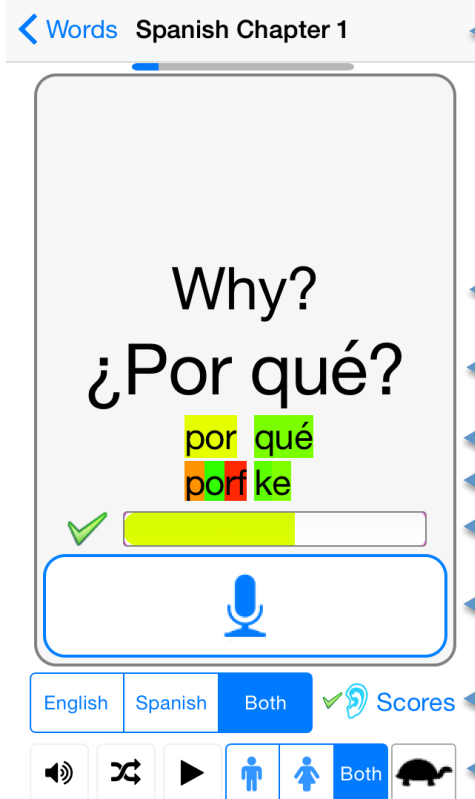 Words Spanish Chapter 1
Why?
¿Por qué?
por qué
porf ke
English Spanish Both Scores
Both